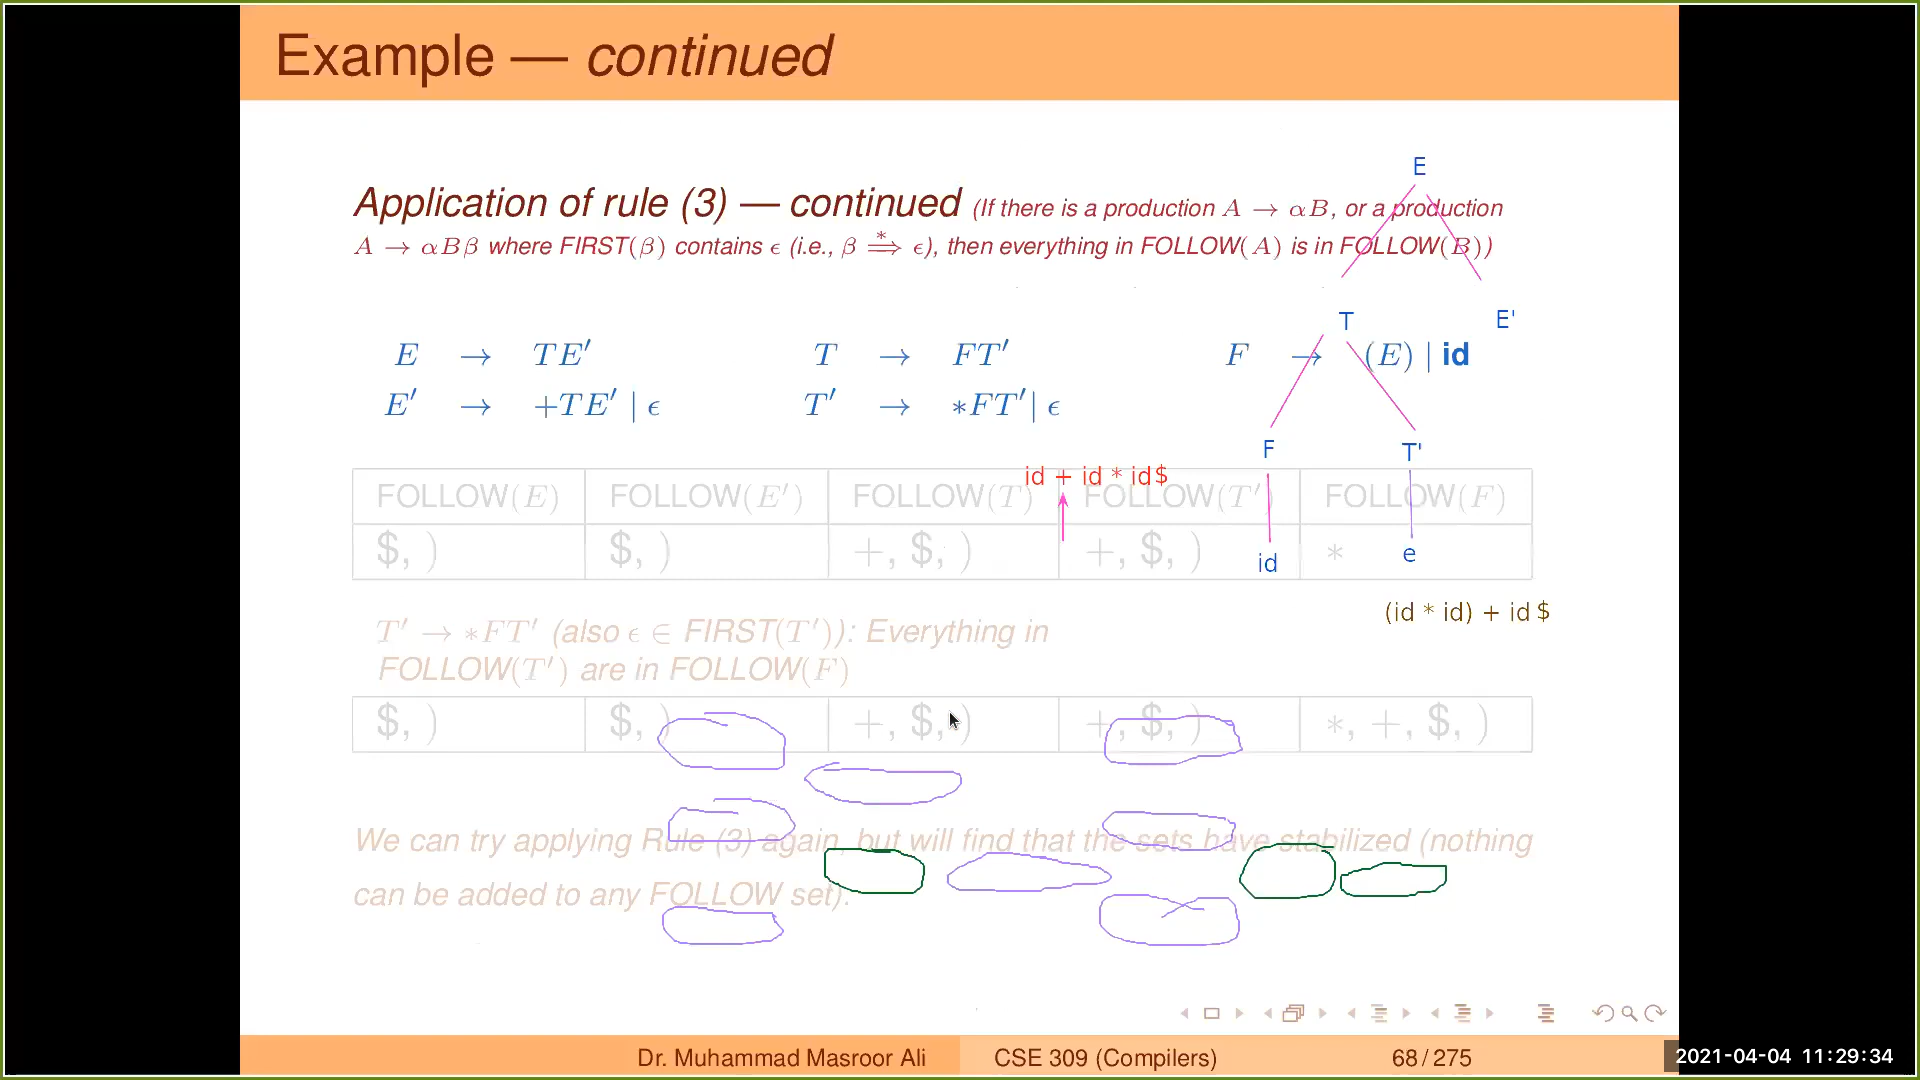 Example — continued
E
Application of rule (3) — continued (If there is a production A → αB, or a production
A → αBβ where FIRST(β) contains ϵ (i.e., β ⇒* ϵ), then everything in FOLLOW(A) is in FOLLOW(B))
T E'
E → TE′ T → FT′ F → (E) | id
E′ → +TE′ | ϵ T′ → ∗FT′ | ϵ
F T'
id + id * id$
FOLLOW(E) FOLLOW(E′) FOLLOW(T) FOLLOW(T′) FOLLOW(F)
$, ) $, ) +, $, ) +, $, ) ∗
id e
(id * id) + id $
T′ → ∗FT′ (also ϵ ∈ FIRST(T′)): Everything in
FOLLOW(T′) are in FOLLOW(F)
$, ) $, ) +, $, ) +, $, ) ∗, +, $, )
We can try applying Rule (3) again, but will find that the sets have stabilized (nothing
can be added to any FOLLOW set).
Dr. Muhammad Masroor Ali CSE 309 (Compilers) 68/275
2021-04-04 11:29:34